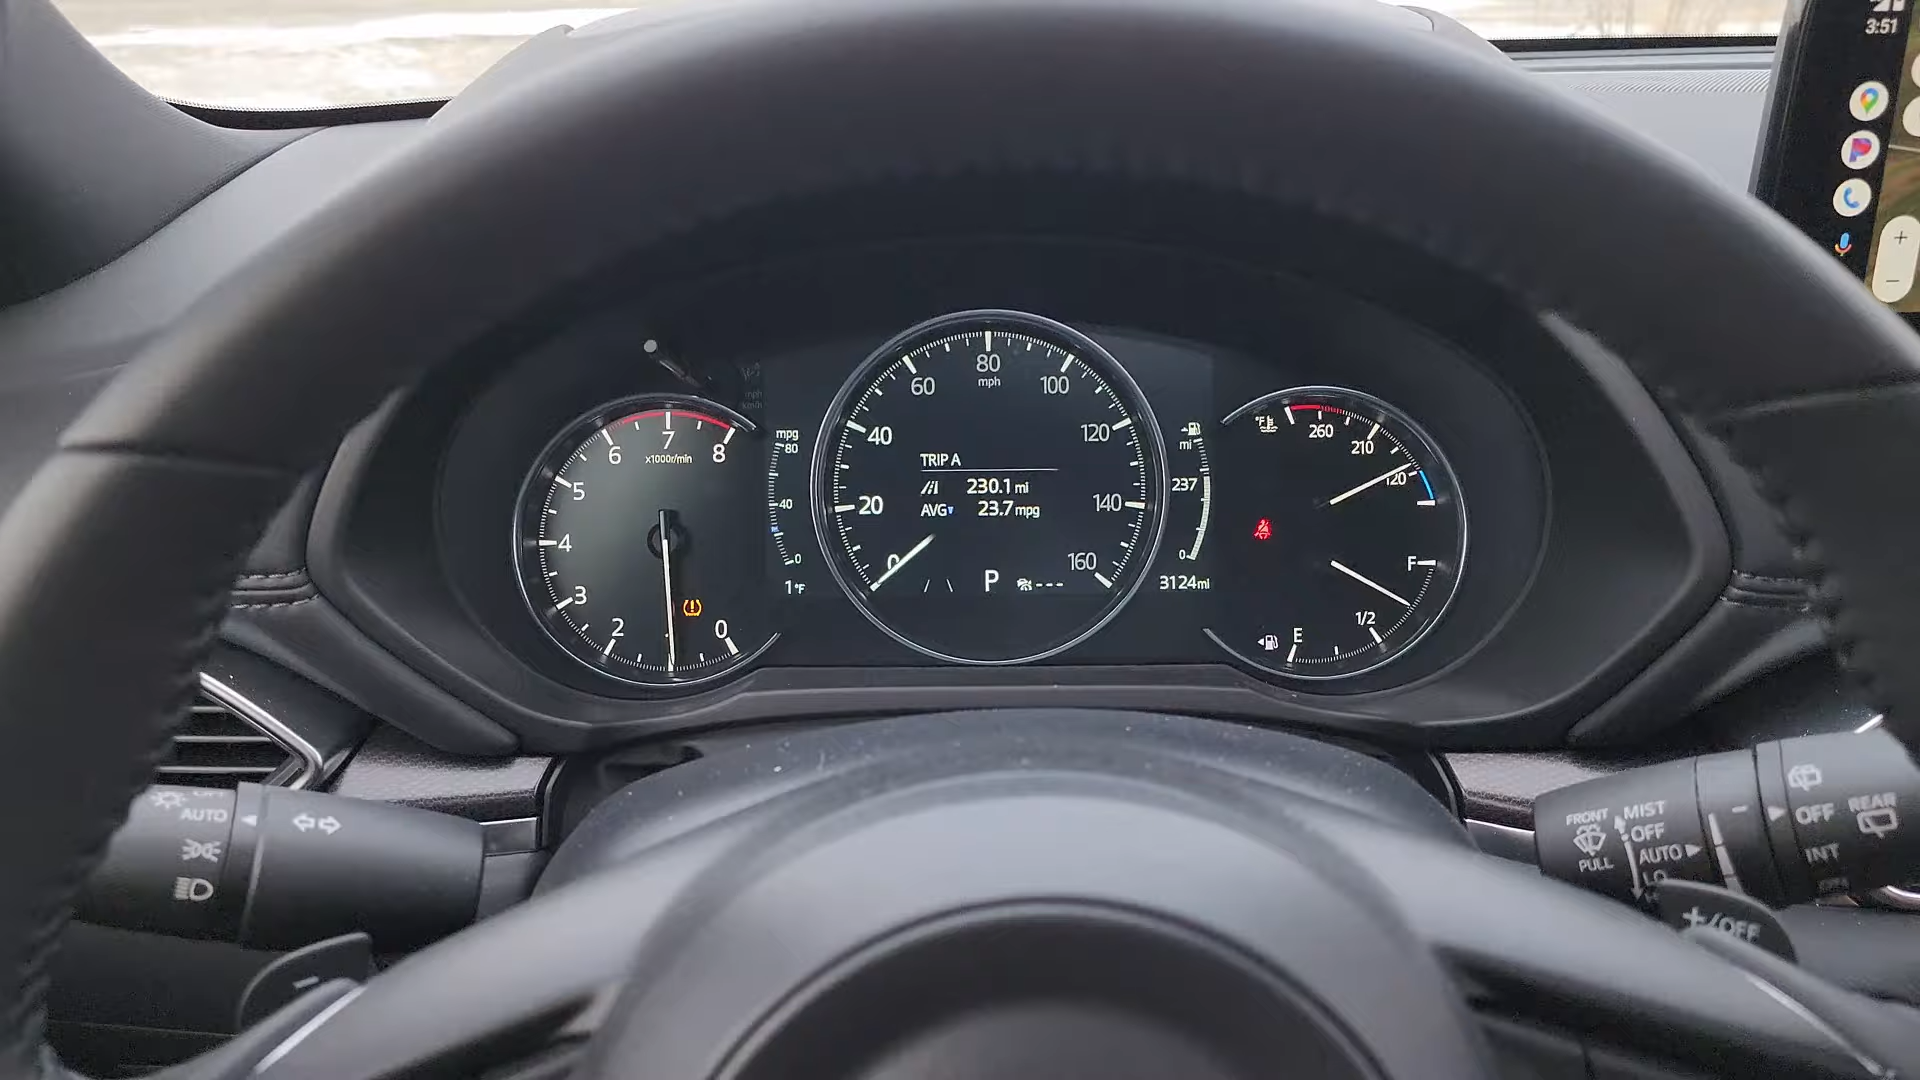 3:51
+
−
80
mph
60
100
40
120
20
140
0
160
TRIP A
230.1 mi
AVG 23.7 mpg
P ---
6
7
8
x1000r/min
5
4
3
2
0
mpg
80
40
0
1°F
mi
237
0
3124mi
°F
260
210
120
F
1/2
E
AUTO
FRONT
PULL
MIST
OFF
AUTO
LO
OFF
INT
REAR
−
+/OFF